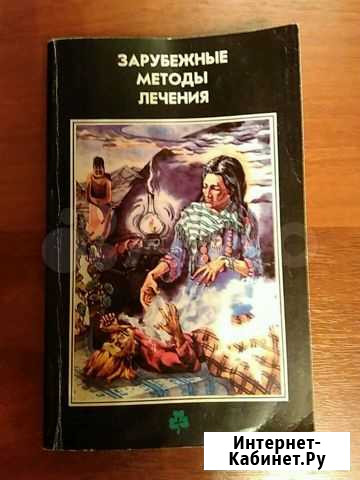 ЗАРУБЕЖНЫЕ
МЕТОДЫ
ЛЕЧЕНИЯ
Интернет-
Кабинет.Ру